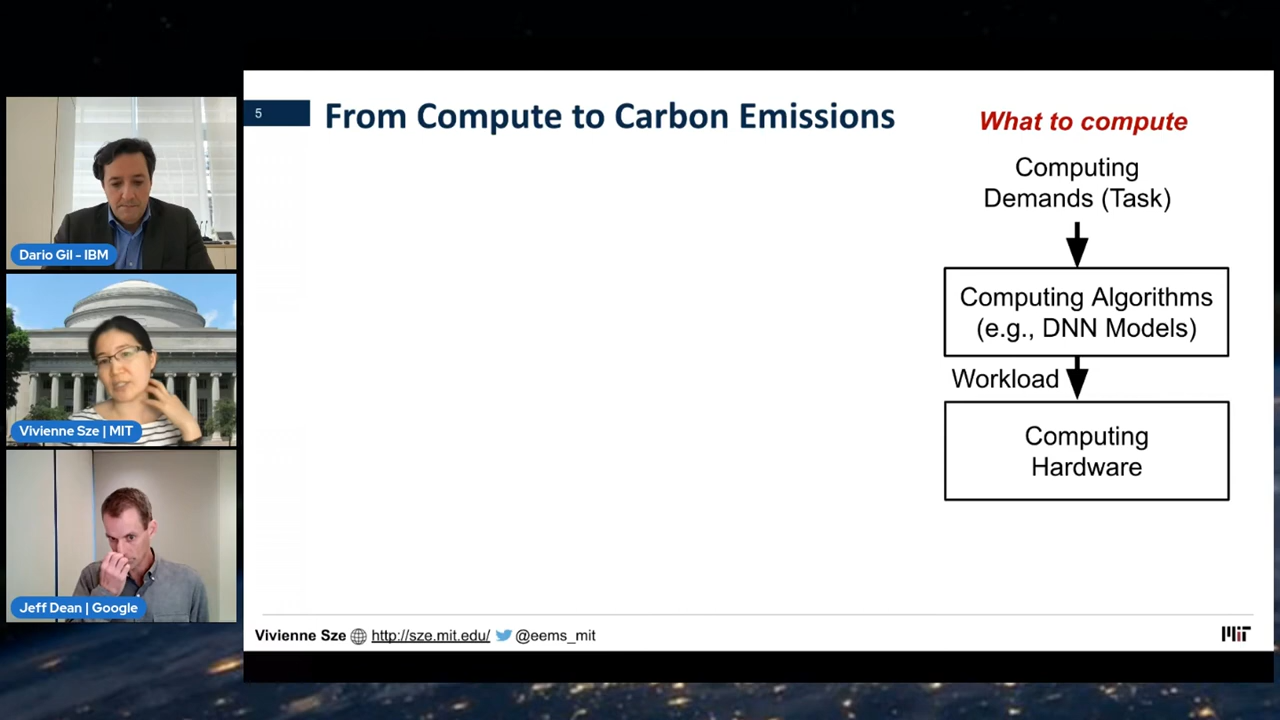 Dario Gil - IBM
Vivienne Sze | MIT
Jeff Dean | Google
5
From Compute to Carbon Emissions
What to compute
Computing
Demands (Task)
Computing Algorithms
(e.g., DNN Models)
Workload
Computing
Hardware
Vivienne Sze http://sze.mit.edu/ @eems_mit
MIT